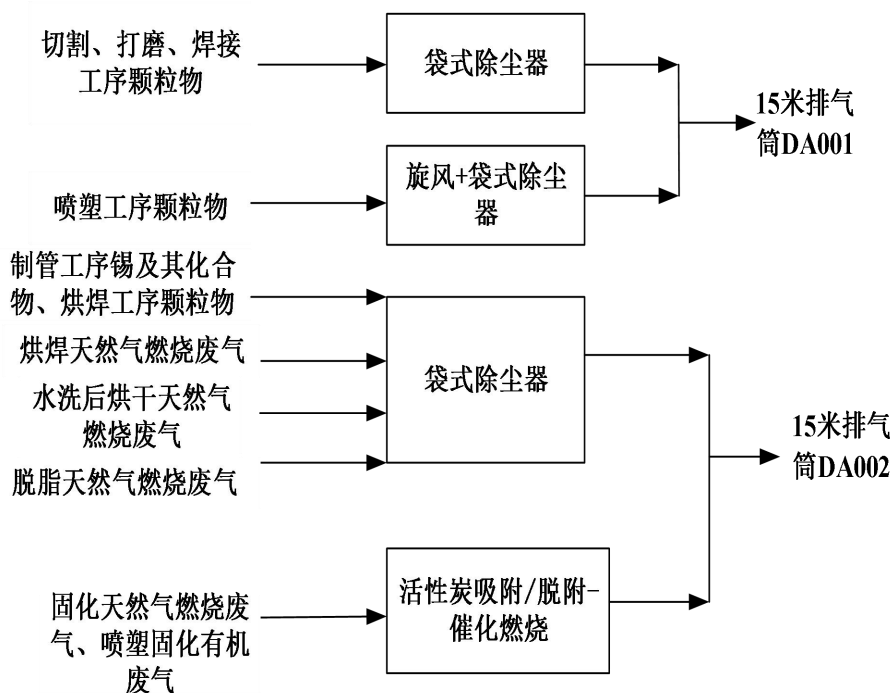 切割、打磨、焊接
工序颗粒物
袋式除尘器
15米排气
筒DA001
喷塑工序颗粒物
旋风+袋式除尘
器
制管工序锡及其化合
物、烘焊工序颗粒物
烘焊天然气燃烧废气
水洗后烘干天然气
燃烧废气
脱脂天然气燃烧废气
袋式除尘器
15米排气
筒DA002
固化天然气燃烧废
气、喷塑固化有机
废气
活性炭吸附/脱附-
催化燃烧